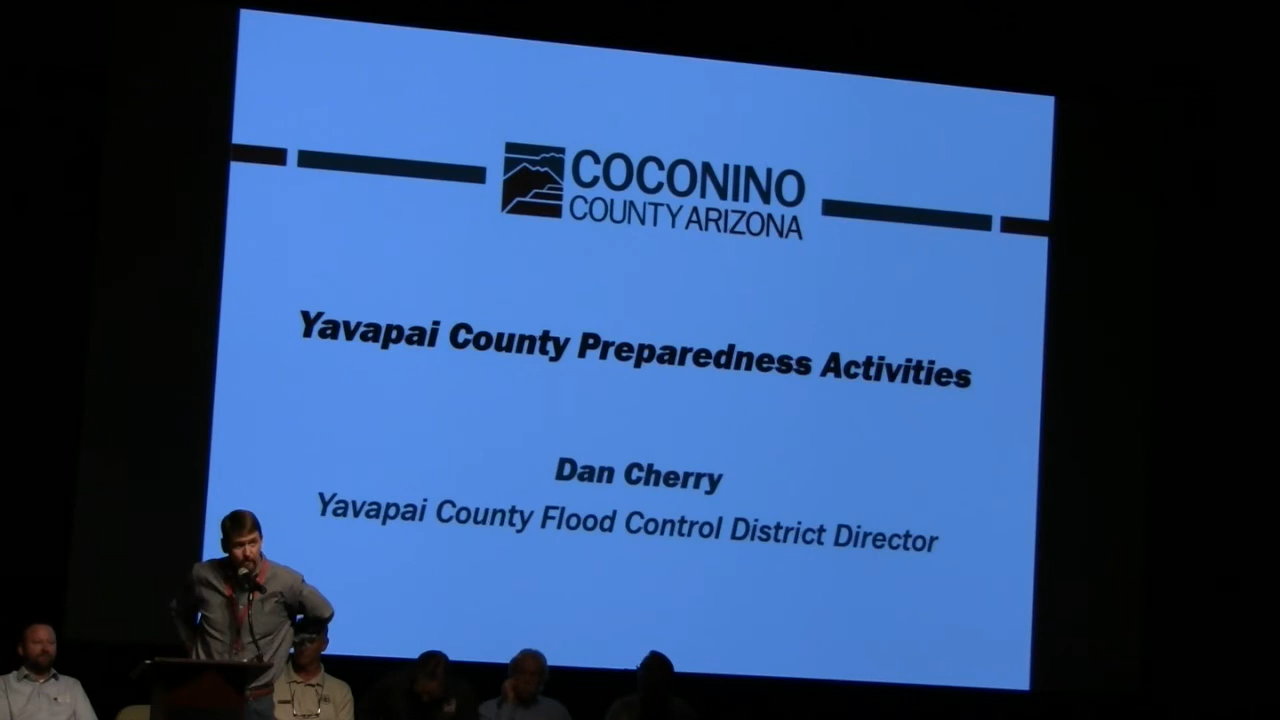 COCONINO
COUNTY ARIZONA
Yavapai County Preparedness Activities
Dan Cherry
Yavapai County Flood Control District Director